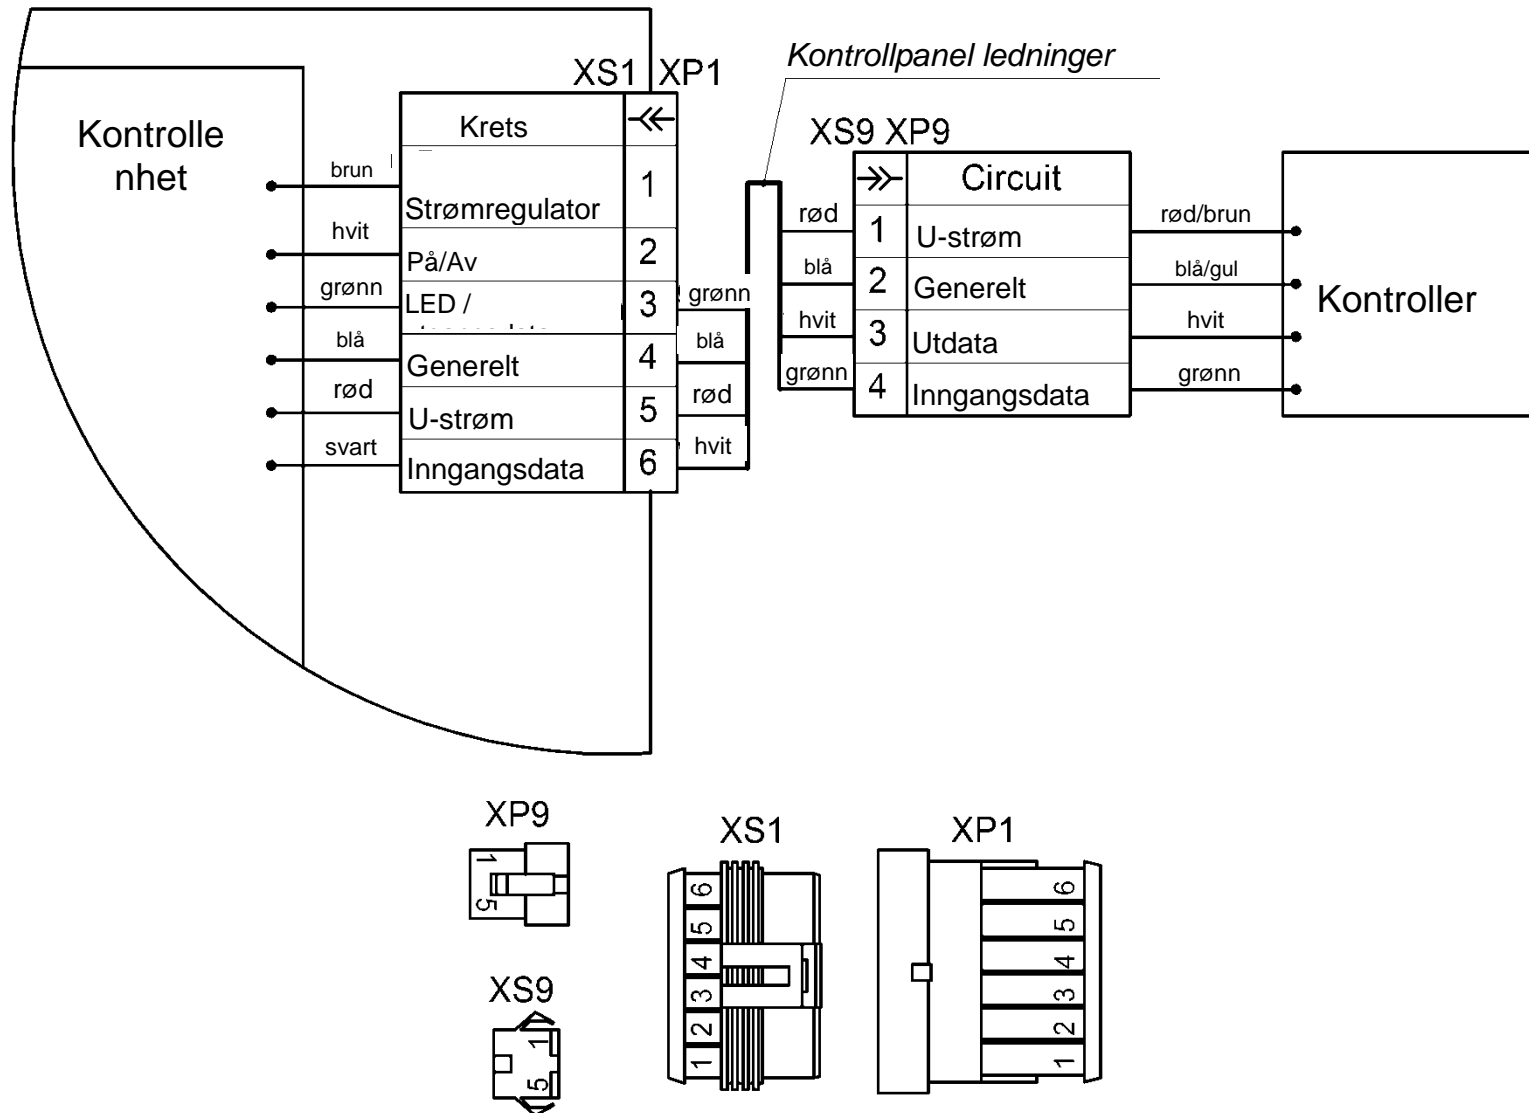 Kontrollpanel ledninger
XS1 XP1
XS9 XP9
Kontrolle
nhet
Krets
brun
Strømregulator
1
hvit
På/Av
2
grønn
LED /
3
grønn
blå
Generelt
4
blå
rød
U-strøm
5
rød
svart
Inngangsdata
6
hvit
Circuit
rød
1
U-strøm
rød/brun
blå
2
Generelt
blå/gul
hvit
3
Utdata
hvit
grønn
4
Inngangsdata
grønn
Kontroller
XP9
1
5
XS9
1
5
XS1
6
5
4
3
2
1
XP1
6
5
4
3
2
1